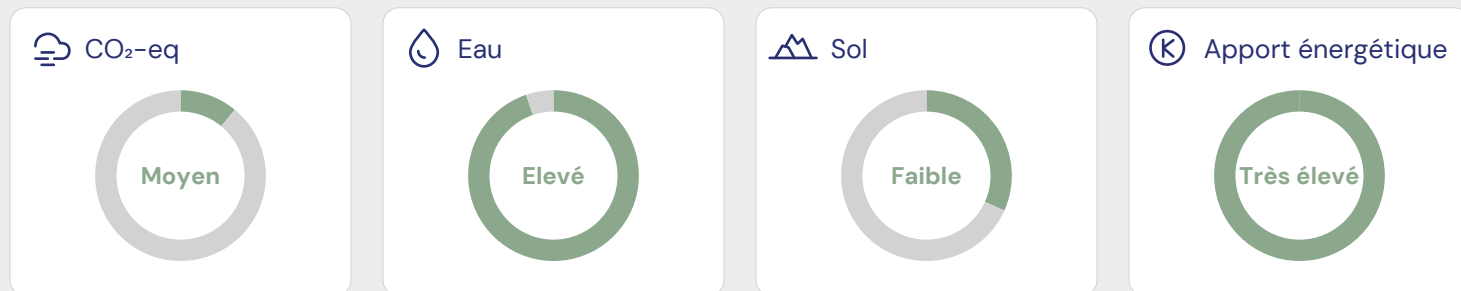 CO₂-eq
Moyen
Eau
Elevé
Sol
Faible
Apport énergétique
Très élevé